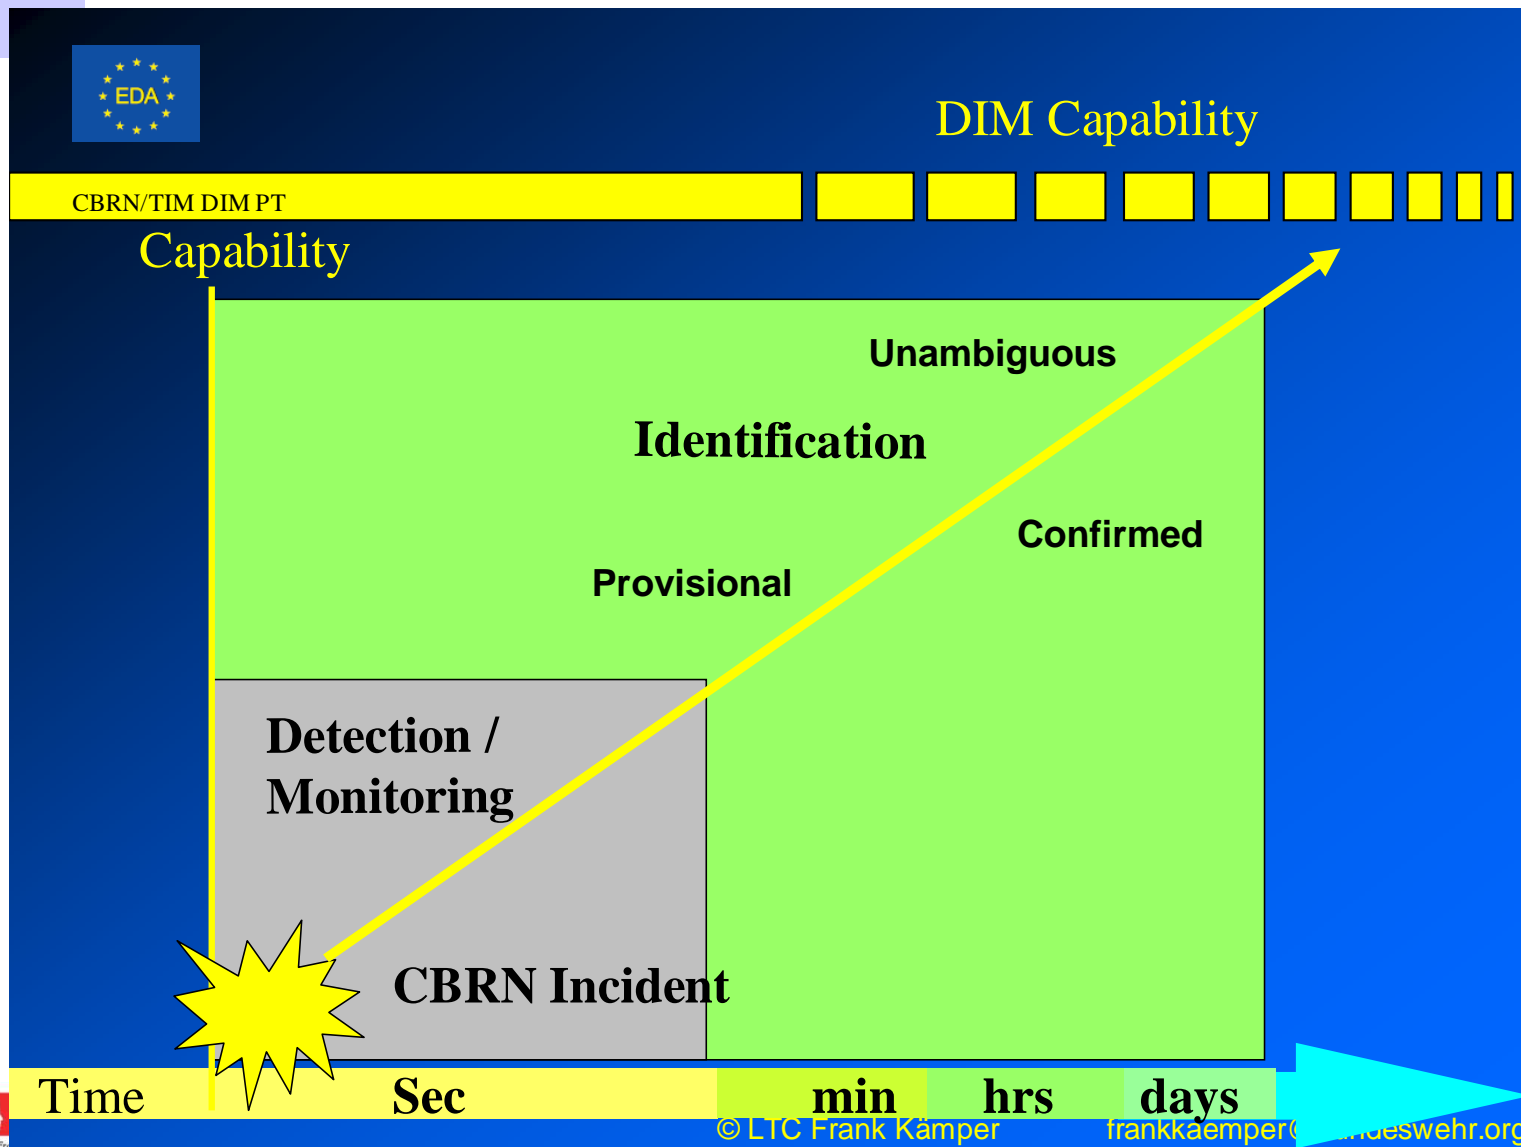 EDA
DIM Capability
CBRN/TIM DIM PT
Capability
Unambiguous
Identification
Confirmed
Provisional
Detection /
Monitoring
CBRN Incident
Time Sec min hrs days
© LTC Frank Kämper